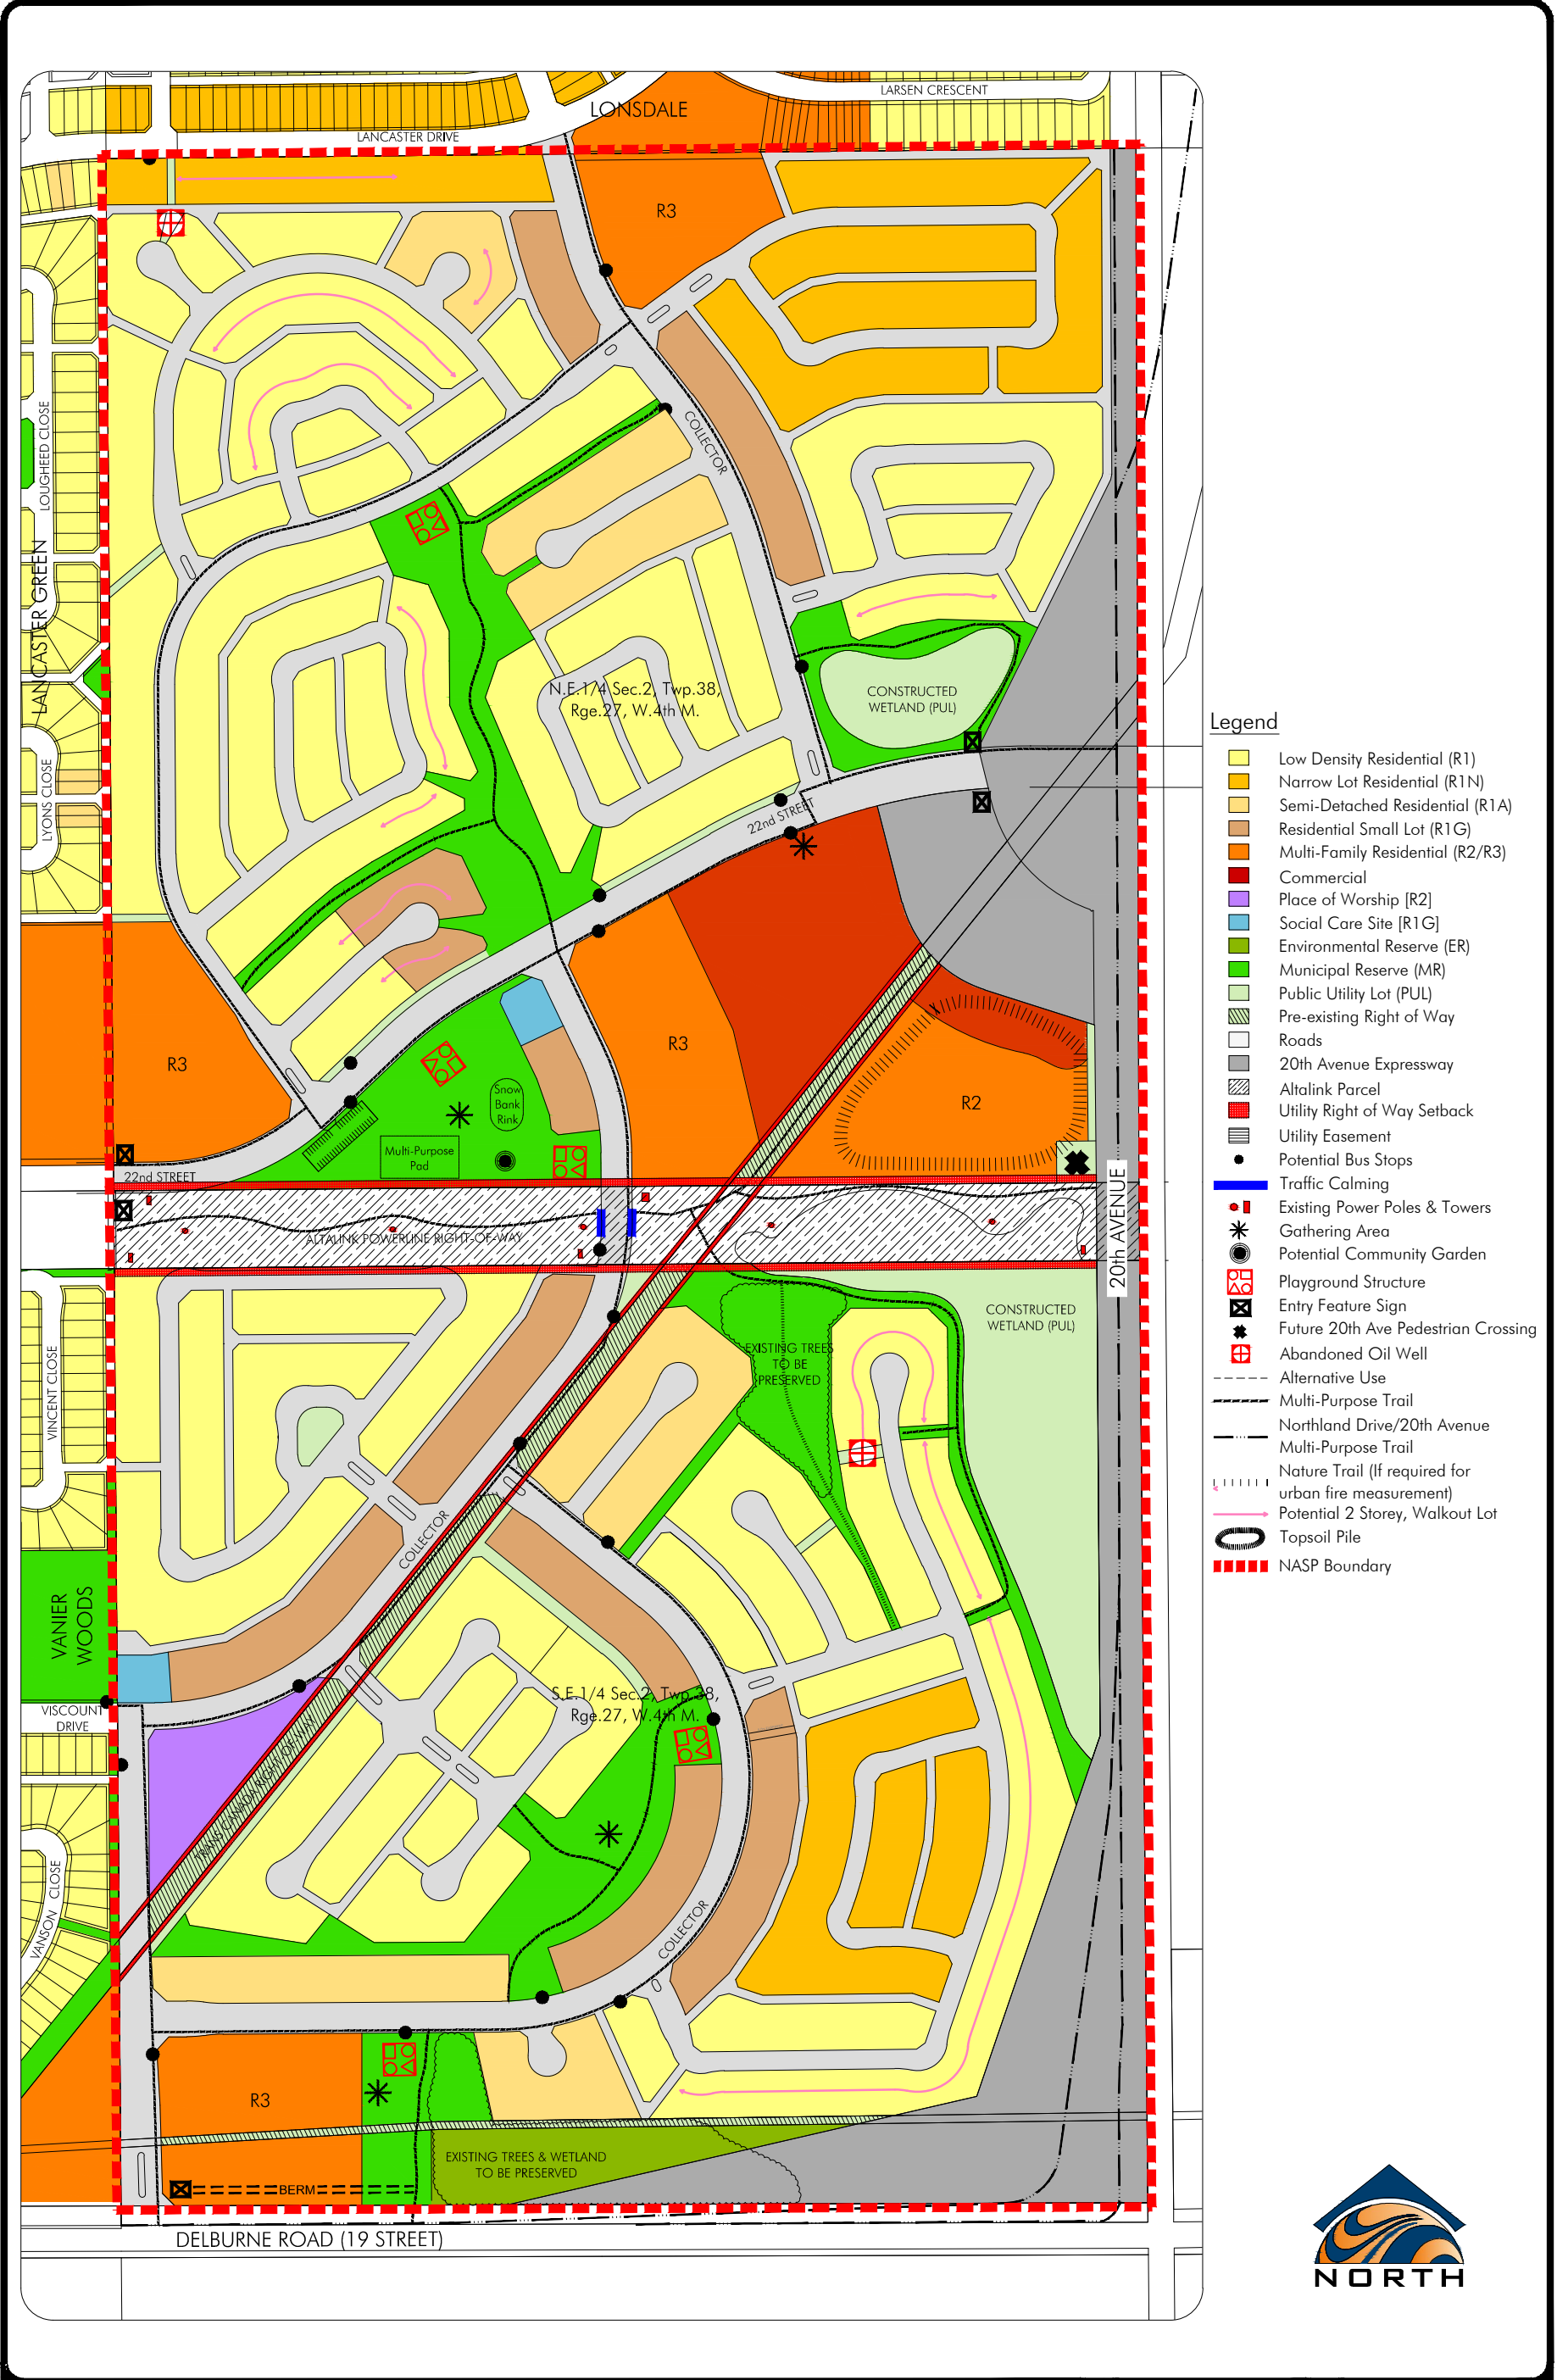 LONSDALE
LARSEN CRESCENT
LANCASTER DRIVE
R3
LOUGHEED CLOSE
COLLECTOR
LANCASTER GREEN
N.E.1/4 Sec.2, Twp.38,
Rge.27, W.4th M.
CONSTRUCTED
WETLAND (PUL)
LYONS CLOSE
22nd STREET
R3
R3
R2
Snow
Bank
Rink
Multi-Purpose
Pad
22nd STREET
ALTALINK POWERLINE RIGHT-OF-WAY
20th AVENUE
CONSTRUCTED
WETLAND (PUL)
EXISTING TREES
TO BE
PRESERVED
VINCENT CLOSE
COLLECTOR
VANIER
WOODS
VISCOUNT
DRIVE
S.E.1/4 Sec.2, Twp.38,
Rge.27, W.4th M.
TRANSCANADA RIGHT-OF-WAY
VANSON CLOSE
COLLECTOR
R3
EXISTING TREES & WETLAND
TO BE PRESERVED
BERM
DELBURNE ROAD (19 STREET)
Legend
Low Density Residential (R1)
Narrow Lot Residential (R1N)
Semi-Detached Residential (R1A)
Residential Small Lot (R1G)
Multi-Family Residential (R2/R3)
Commercial
Place of Worship [R2]
Social Care Site [R1G]
Environmental Reserve (ER)
Municipal Reserve (MR)
Public Utility Lot (PUL)
Pre-existing Right of Way
Roads
20th Avenue Expressway
Altalink Parcel
Utility Right of Way Setback
Utility Easement
Potential Bus Stops
Traffic Calming
Existing Power Poles & Towers
Gathering Area
Potential Community Garden
Playground Structure
Entry Feature Sign
Future 20th Ave Pedestrian Crossing
Abandoned Oil Well
Alternative Use
Multi-Purpose Trail
Northland Drive/20th Avenue
Multi-Purpose Trail
Nature Trail (If required for
urban fire measurement)
Potential 2 Storey, Walkout Lot
Topsoil Pile
NASP Boundary
NORTH